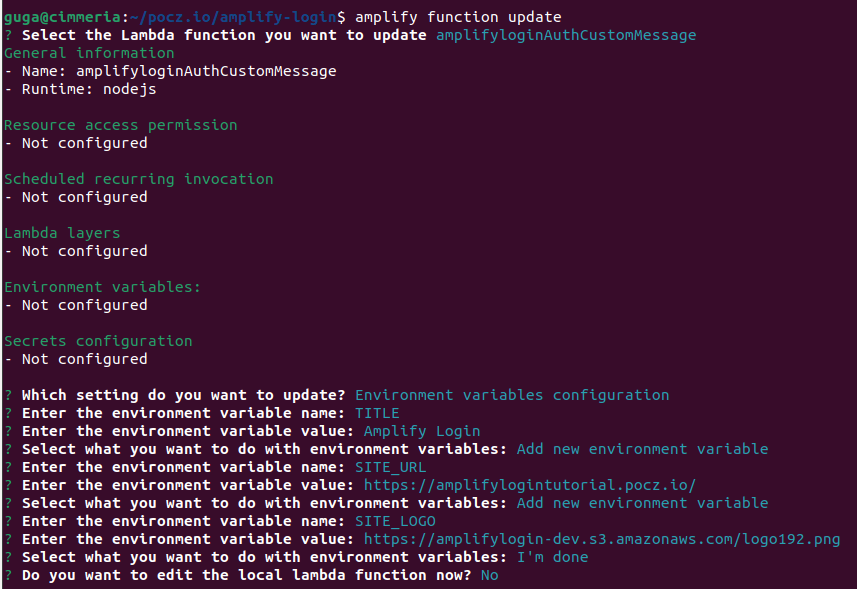 guga@cimmeria:~/pocz.io/amplify-login$ amplify function update
? Select the Lambda function you want to update amplifyloginAuthCustomMessage
General information
- Name: amplifyloginAuthCustomMessage
- Runtime: nodejs
Resource access permission
- Not configured
Scheduled recurring invocation
- Not configured
Lambda layers
- Not configured
Environment variables:
- Not configured
Secrets configuration
- Not configured
? Which setting do you want to update? Environment variables configuration
? Enter the environment variable name: TITLE
? Enter the environment variable value: Amplify Login
? Select what you want to do with environment variables: Add new environment variable
? Enter the environment variable name: SITE_URL
? Enter the environment variable value: https://amplifylogintutorial.pocz.io/
? Select what you want to do with environment variables: Add new environment variable
? Enter the environment variable name: SITE_LOGO
? Enter the environment variable value: https://amplifylogin-dev.s3.amazonaws.com/logo192.png
? Select what you want to do with environment variables: I'm done
? Do you want to edit the local lambda function now? No